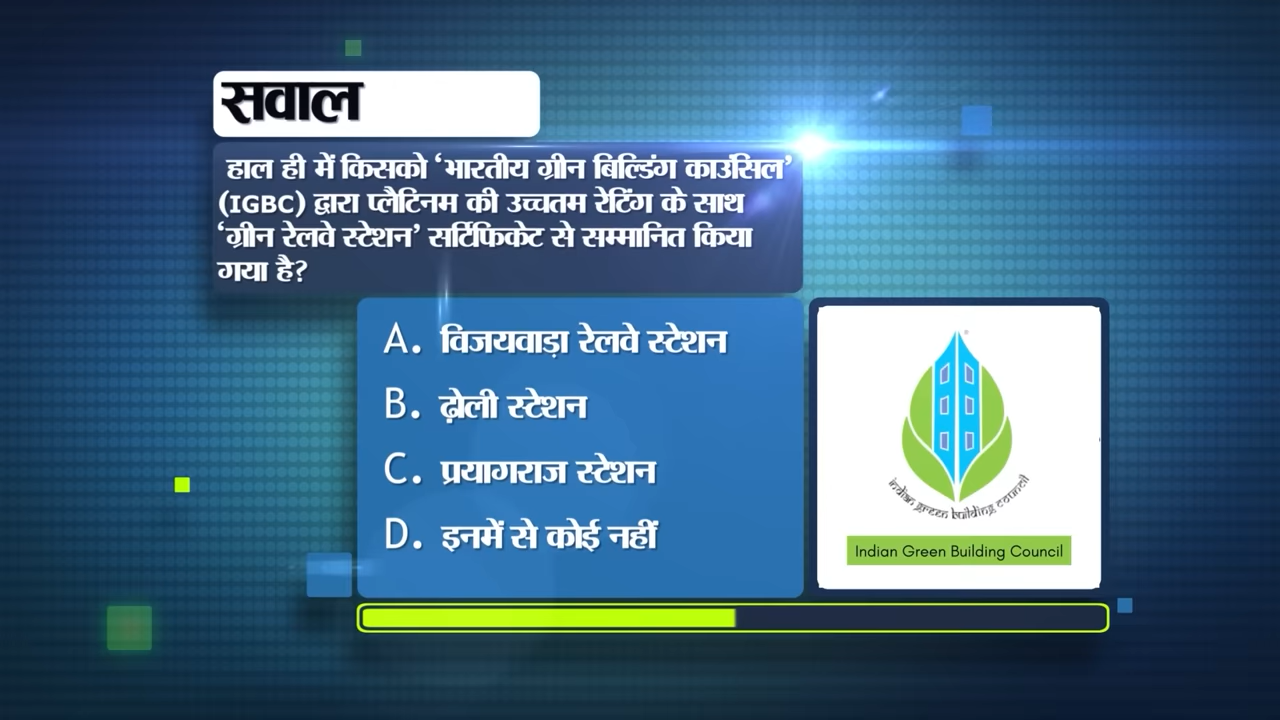 सवाल
हाल ही में किसको ‘भारतीय ग्रीन बिल्डिंग काउंसिल’
(IGBC) द्वारा प्लैटिनम की उच्चतम रेटिंग के साथ
‘ग्रीन रेलवे स्टेशन’ सर्टिफिकेट से सम्मानित किया
गया है?
A. विजयवाड़ा रेलवे स्टेशन
B. ढ़ोली स्टेशन
C. प्रयागराज स्टेशन
D. इनमें से कोई नहीं
indian green building council
Indian Green Building Council